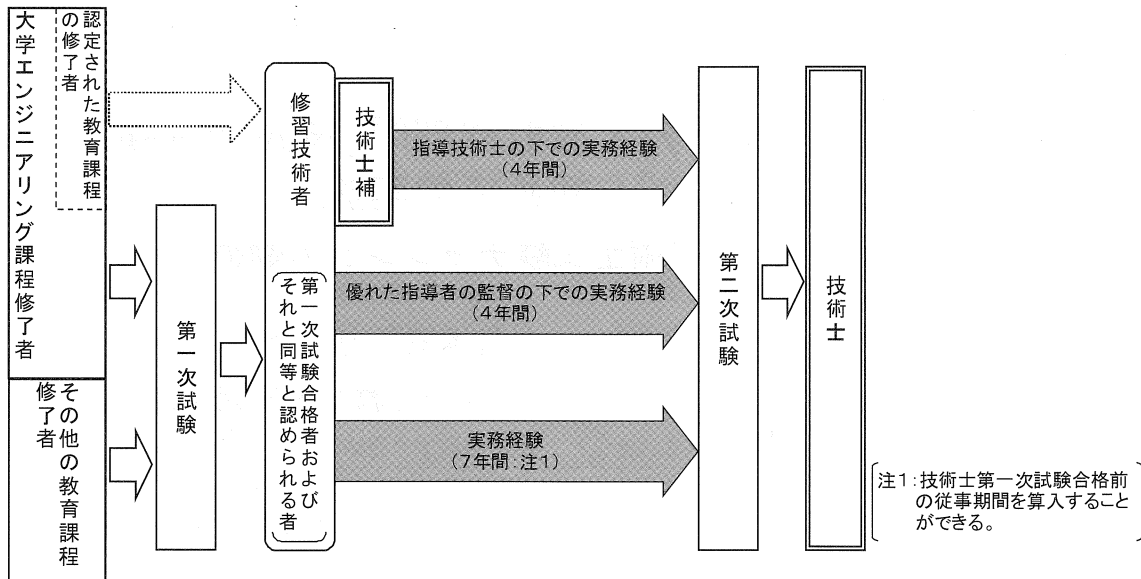 大学エンジニアリング課程修了者
認定された教育課程
の修了者
その他の教育課程
修了者
第一次試験
修習技術者
第一次試験合格者および
それと同等と認められる者
技術士補
指導技術士の下での実務経験
(4年間)
優れた指導者の監督の下での実務経験
(4年間)
実務経験
(7年間:注1)
第二次試験
技術士
注1:技術士第一次試験合格前
の従事期間を算入すること
ができる。